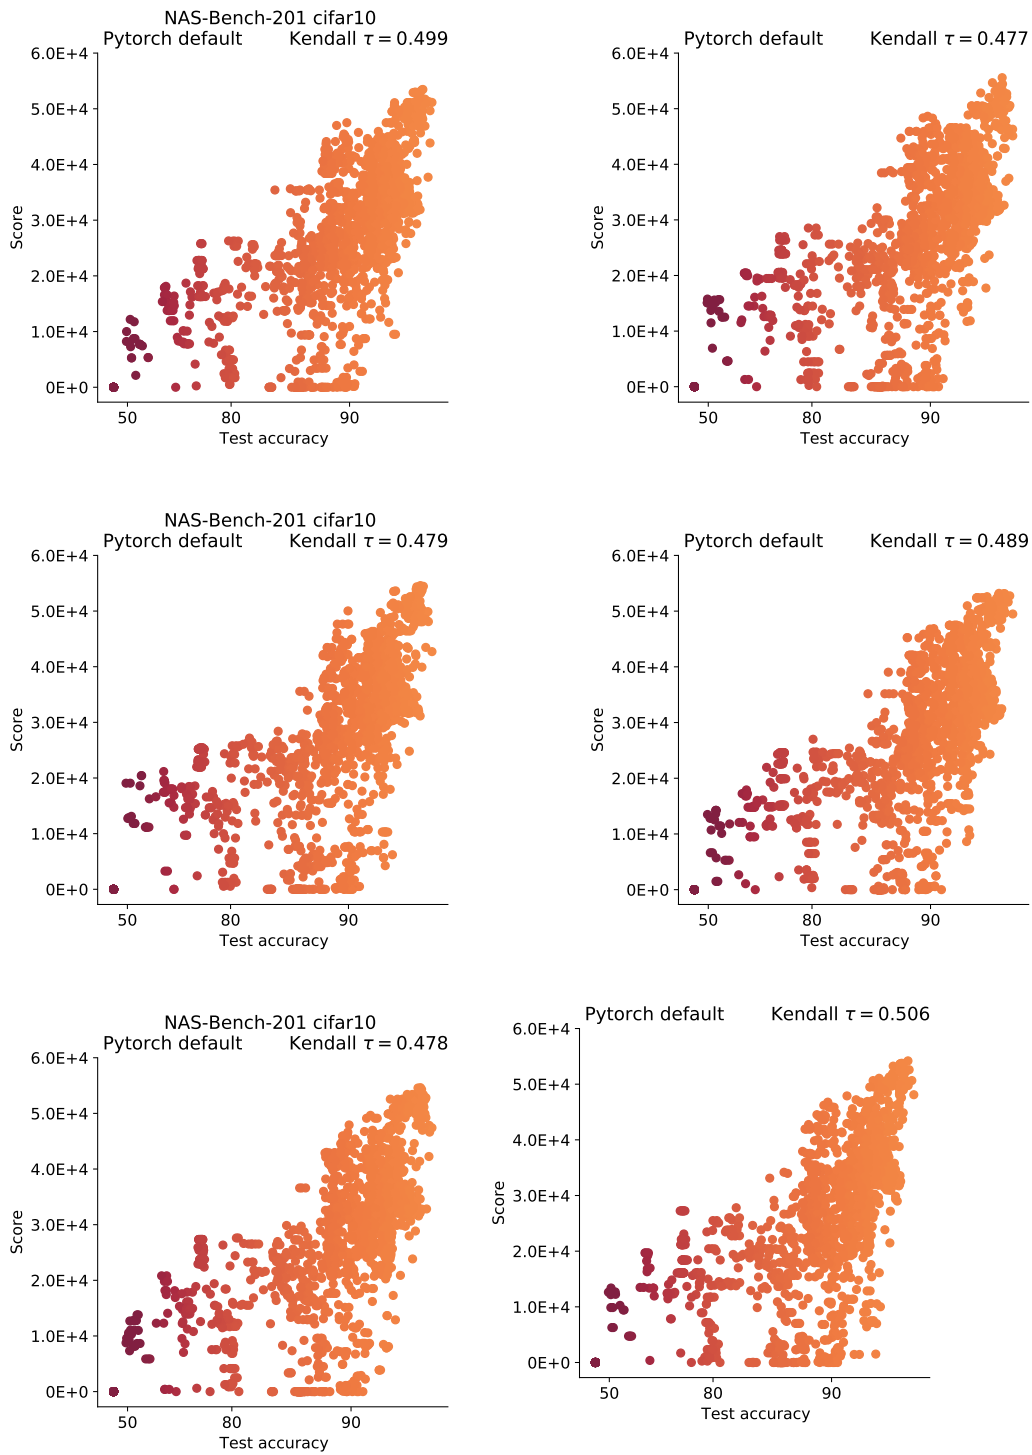 NAS-Bench-201 cifar10
Pytorch default Kendall τ = 0.499
6.0E+4
5.0E+4
4.0E+4
3.0E+4
2.0E+4
1.0E+4
0E+0
Score
50 80 90
Test accuracy
Pytorch default Kendall τ = 0.477
6.0E+4
5.0E+4
4.0E+4
3.0E+4
2.0E+4
1.0E+4
0E+0
Score
50 80 90
Test accuracy
NAS-Bench-201 cifar10
Pytorch default Kendall τ = 0.479
6.0E+4
5.0E+4
4.0E+4
3.0E+4
2.0E+4
1.0E+4
0E+0
Score
50 80 90
Test accuracy
Pytorch default Kendall τ = 0.489
6.0E+4
5.0E+4
4.0E+4
3.0E+4
2.0E+4
1.0E+4
0E+0
Score
50 80 90
Test accuracy
NAS-Bench-201 cifar10
Pytorch default Kendall τ = 0.478
6.0E+4
5.0E+4
4.0E+4
3.0E+4
2.0E+4
1.0E+4
0E+0
Score
50 80 90
Test accuracy
Pytorch default Kendall τ = 0.506
6.0E+4
5.0E+4
4.0E+4
3.0E+4
2.0E+4
1.0E+4
0E+0
Score
50 80 90
Test accuracy